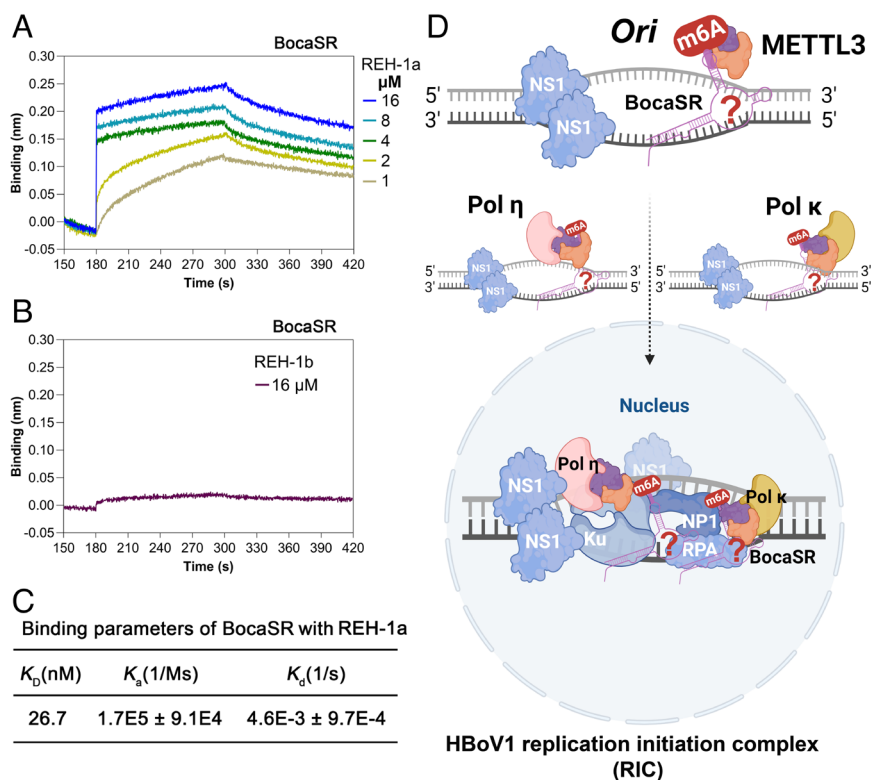 A
BocaSR
REH-1a
µM
16
8
4
2
1
0.30
0.25
0.20
0.15
0.10
0.05
0.00
-0.05
Binding (nm)
150 180 210 240 270 300 330 360 390 420
Time (s)
B
BocaSR
REH-1b
16 µM
0.30
0.25
0.20
0.15
0.10
0.05
0.00
-0.05
Binding (nm)
150 180 210 240 270 300 330 360 390 420
Time (s)
C
Binding parameters of BocaSR with REH-1a
KD(nM) Ka(1/Ms) Kd(1/s)
26.7 1.7E5 ± 9.1E4 4.6E-3 ± 9.7E-4
D
Ori
m6A
METTL3
NS1
NS1
BocaSR
?
5' 3'
3' 5'
Pol η
m6A
NS1
NS1
?
5' 3'
3' 5'
Pol κ
m6A
NS1
NS1
?
5' 3'
3' 5'
Nucleus
Pol η
NS1
NS1
m6A
m6A
Pol κ
NP1
NS1
Ku
?
RPA
?
BocaSR
HBoV1 replication initiation complex
(RIC)